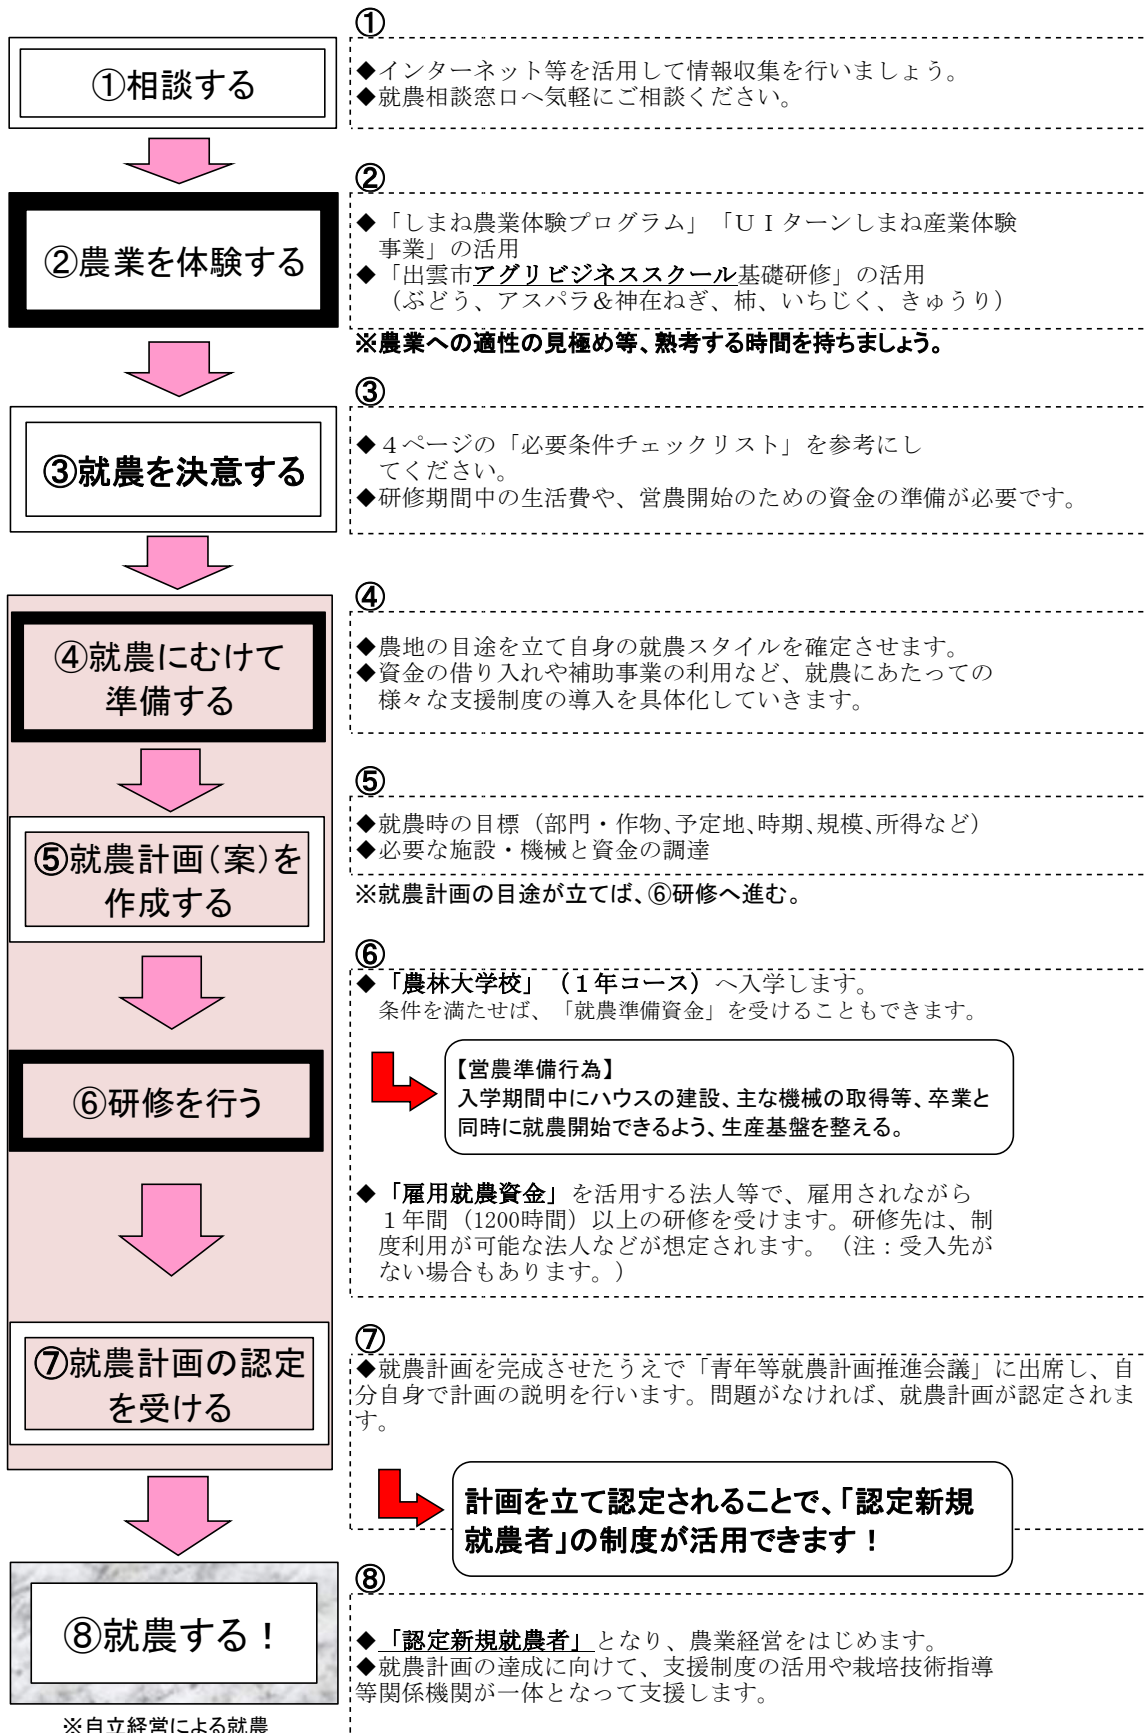 ①相談する
①
◆インターネット等を活用して情報収集を行いましょう。
◆就農相談窓口へ気軽にご相談ください。
②農業を体験する
②
◆「しまね農業体験プログラム」「ＵＩターンしまね産業体験
事業」の活用
◆「出雲市アグリビジネススクール基礎研修」の活用
（ぶどう、アスパラ＆神在ねぎ、柿、いちじく、きゅうり）
※農業への適性の見極め等、熟考する時間を持ちましょう。
③就農を決意する
③
◆４ページの「必要条件チェックリスト」を参考にし
てください。
◆研修期間中の生活費や、営農開始のための資金の準備が必要です。
④就農にむけて
準備する
④
◆農地の目途を立て自身の就農スタイルを確定させます。
◆資金の借り入れや補助事業の利用など、就農にあたっての
様々な支援制度の導入を具体化していきます。
⑤就農計画（案）を
作成する
⑤
◆就農時の目標（部門・作物、予定地、時期、規模、所得など）
◆必要な施設・機械と資金の調達
※就農計画の目途が立てば、⑥研修へ進む。
⑥研修を行う
⑥
◆「農林大学校」（１年コース）へ入学します。
条件を満たせば、「就農準備資金」を受けることもできます。
【営農準備行為】
入学期間中にハウスの建設、主な機械の取得等、卒業と
同時に就農開始できるよう、生産基盤を整える。
◆「雇用就農資金」を活用する法人等で、雇用されながら
１年間（1200時間）以上の研修を受けます。研修先は、制
度利用が可能な法人などが想定されます。（注：受入先が
ない場合もあります。）
⑦就農計画の認定
を受ける
⑦
◆就農計画を完成させたうえで「青年等就農計画推進会議」に出席し、自
分自身で計画の説明を行います。問題がなければ、就農計画が認定されま
す。
計画を立て認定されることで、「認定新規
就農者」の制度が活用できます！
⑧就農する！
※自立経営による就農
⑧
◆「認定新規就農者」となり、農業経営をはじめます。
◆就農計画の達成に向けて、支援制度の活用や栽培技術指導
等関係機関が一体となって支援します。